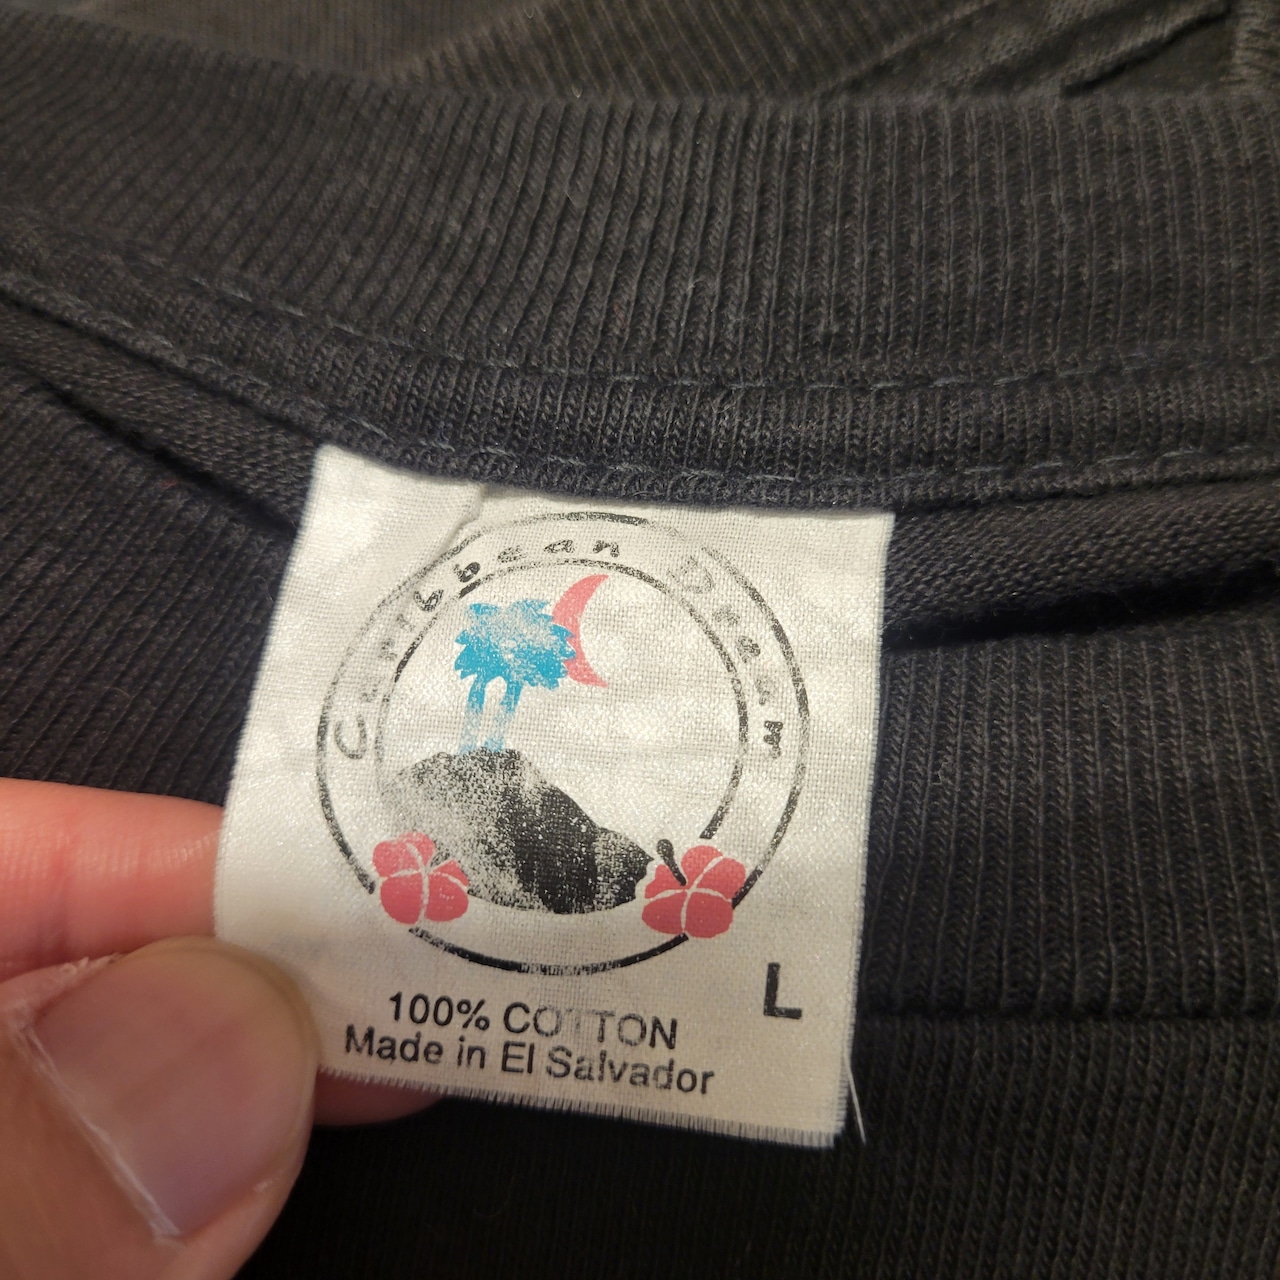 Caribbean Dream
L
100% COTTON
Made in El Salvador